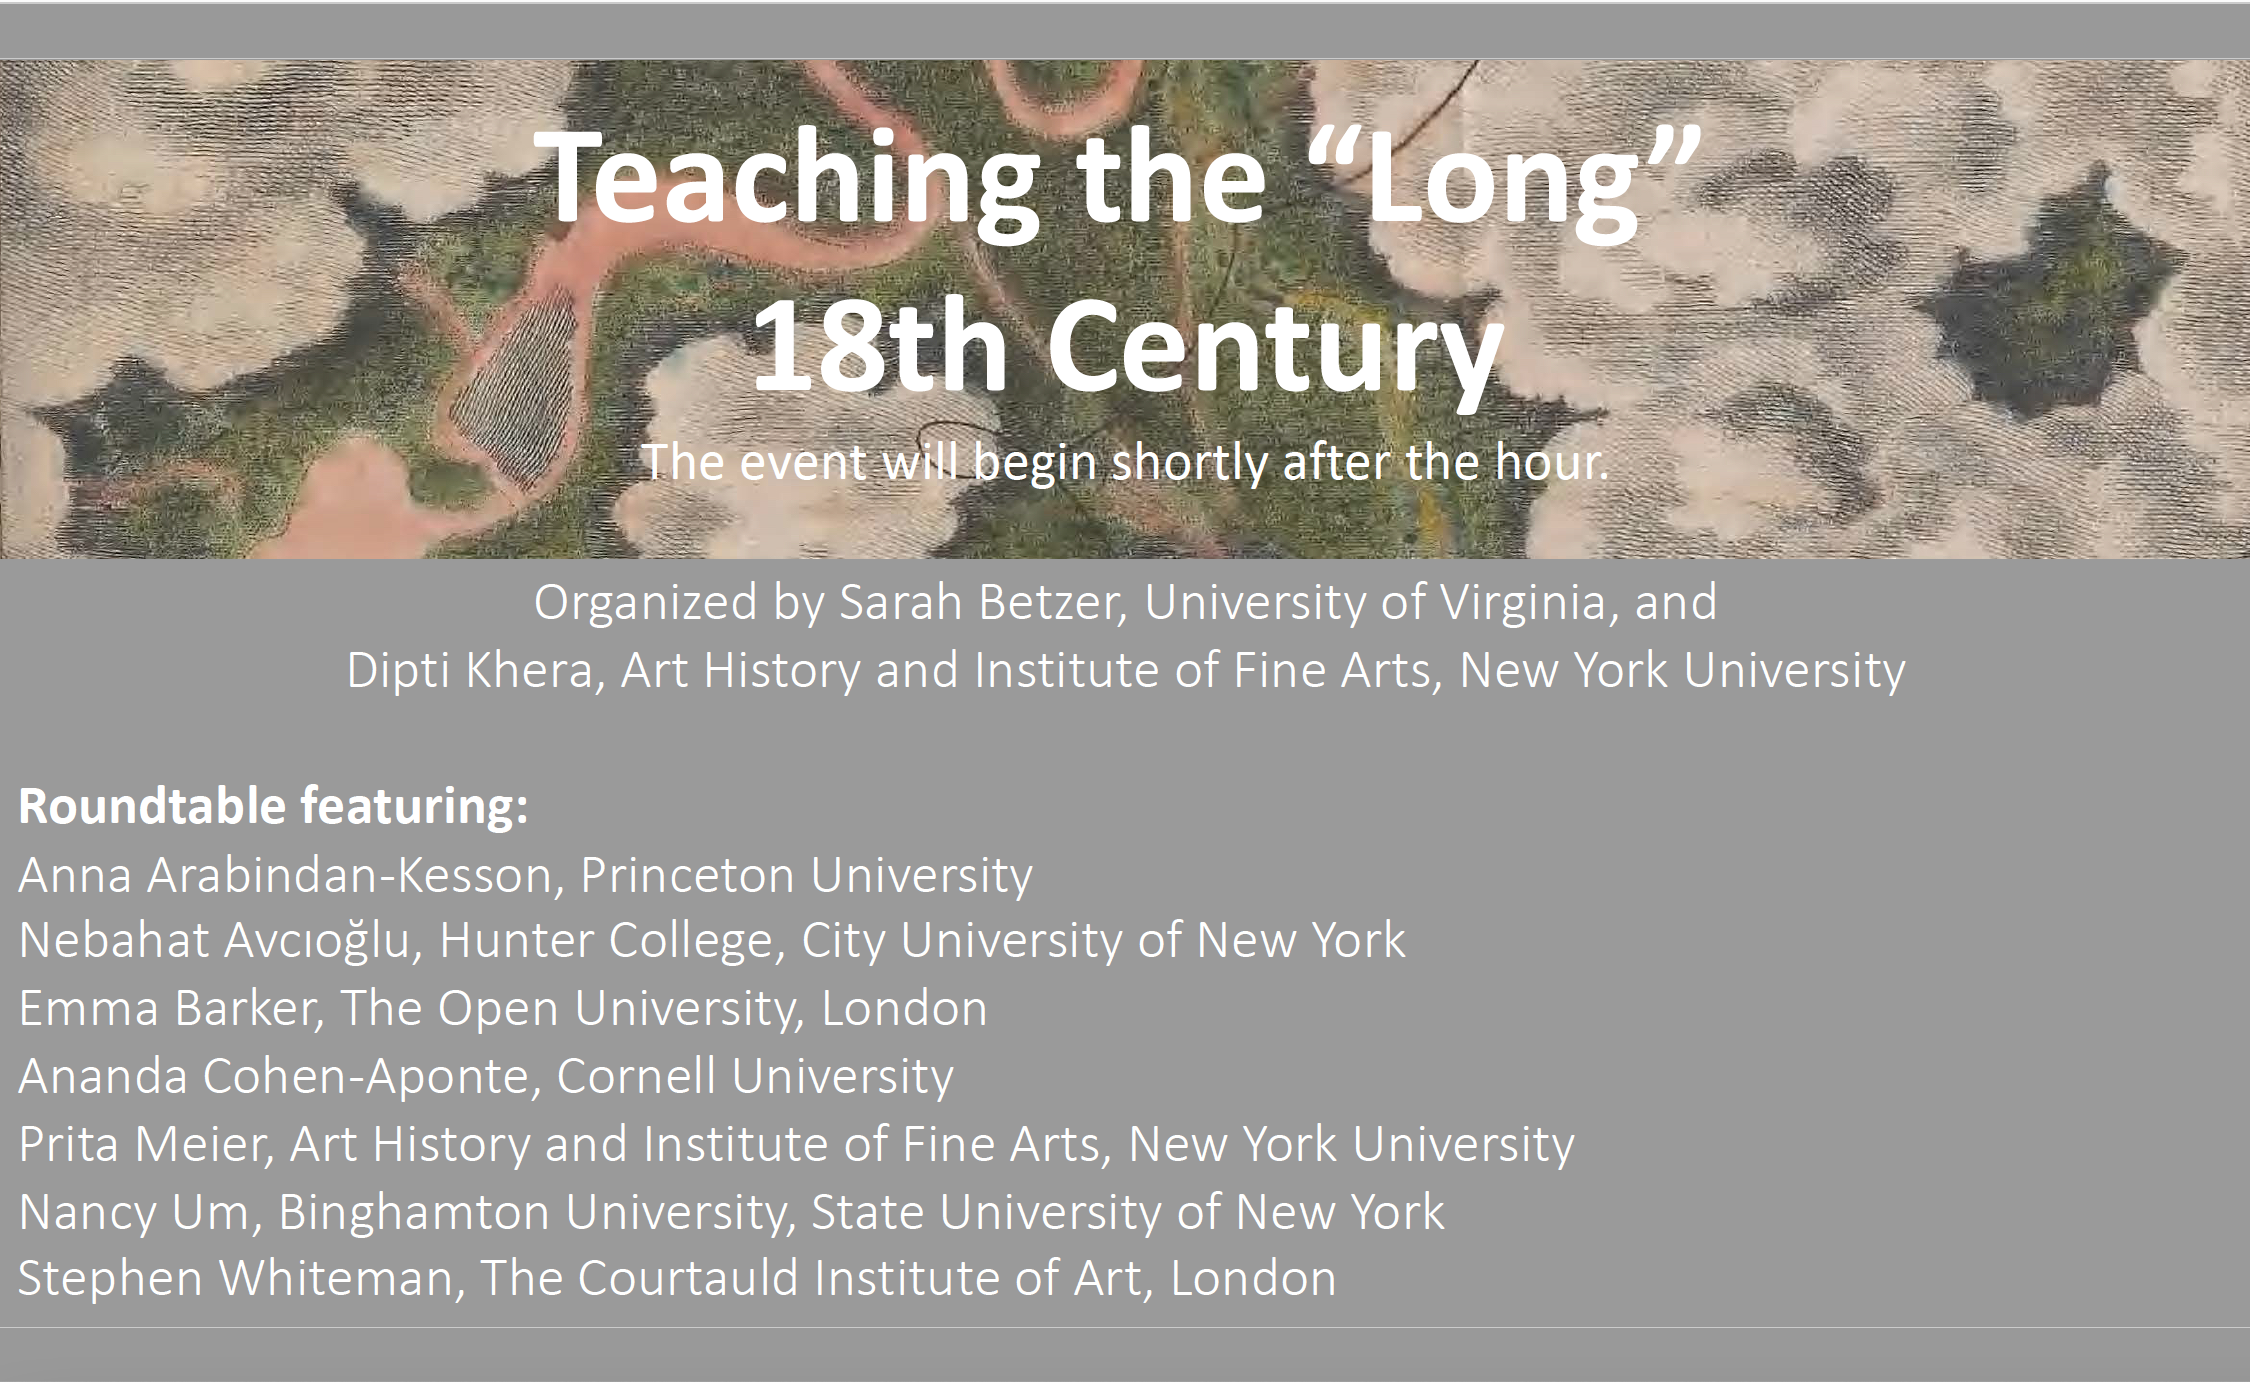 Teaching the “Long”
18th Century
The event will begin shortly after the hour.
Organized by Sarah Betzer, University of Virginia, and
Dipti Khera, Art History and Institute of Fine Arts, New York University
Roundtable featuring:
Anna Arabindan-Kesson, Princeton University
Nebahat Avcıoğlu, Hunter College, City University of New York
Emma Barker, The Open University, London
Ananda Cohen-Aponte, Cornell University
Prita Meier, Art History and Institute of Fine Arts, New York University
Nancy Um, Binghamton University, State University of New York
Stephen Whiteman, The Courtauld Institute of Art, London